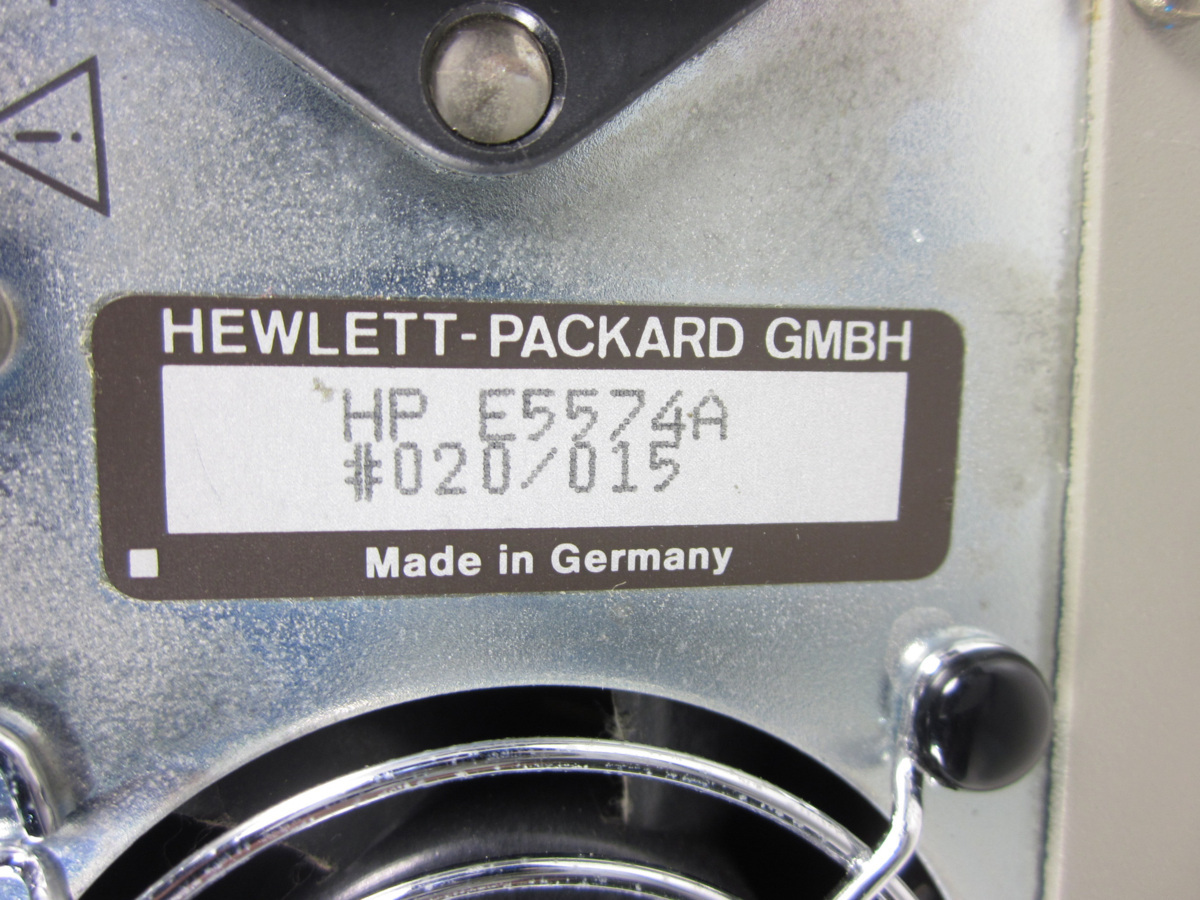 HEWLETT-PACKARD GMBH
HP E5574A
#020/015
Made in Germany